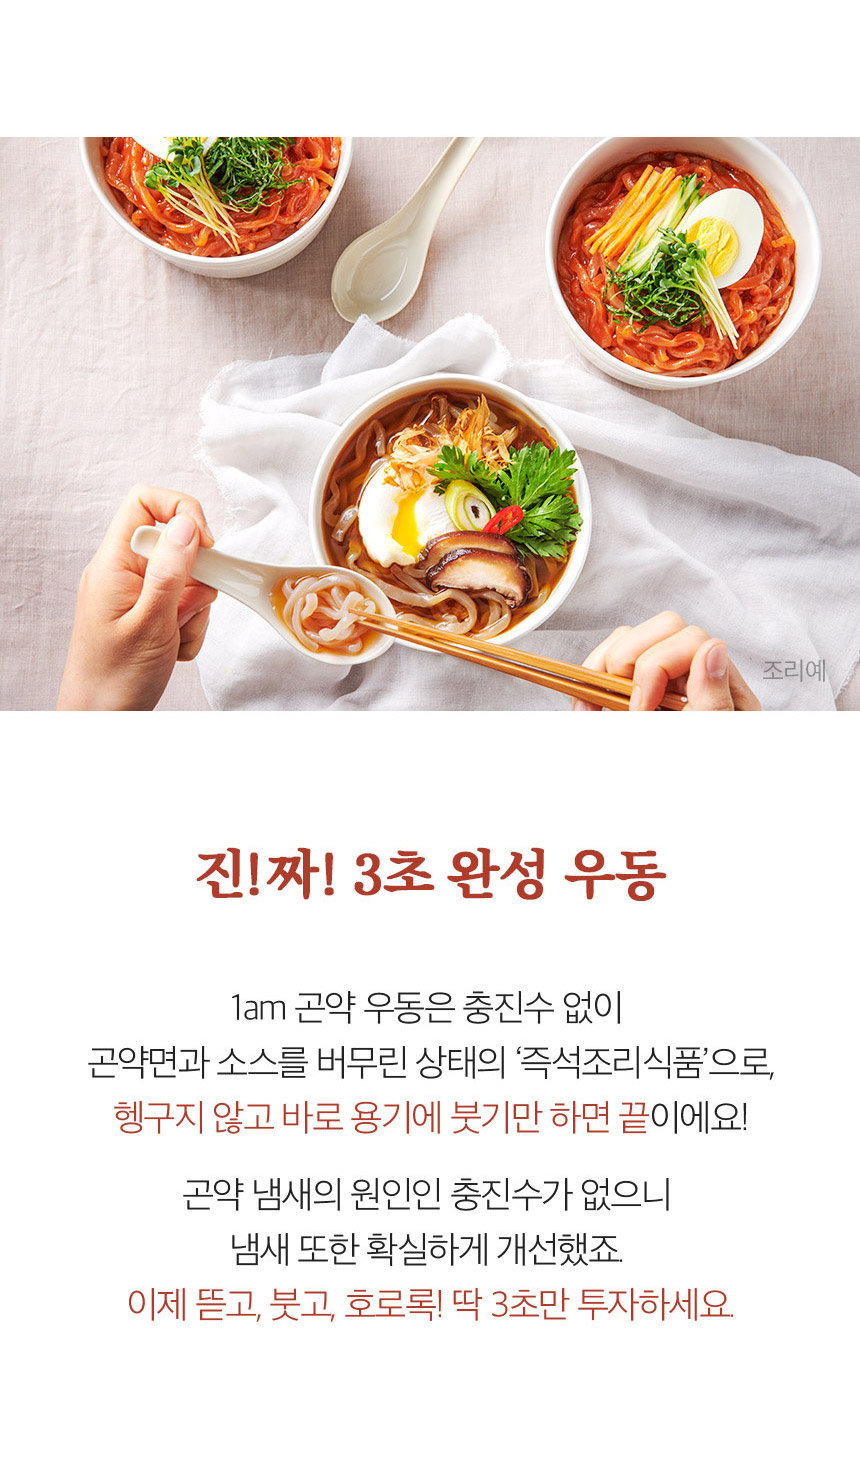 조리예
진!짜! 3초 완성 우동
1am 곤약 우동은 충진수 없이
곤약면과 소스를 버무린 상태의 ‘즉석조리식품’으로,
헹구지 않고 바로 용기에 붓기만 하면 끝이에요!
곤약 냄새의 원인인 충진수가 없으니
냄새 또한 확실하게 개선했죠.
이제 뜯고, 붓고, 호로록! 딱 3초만 투자하세요.